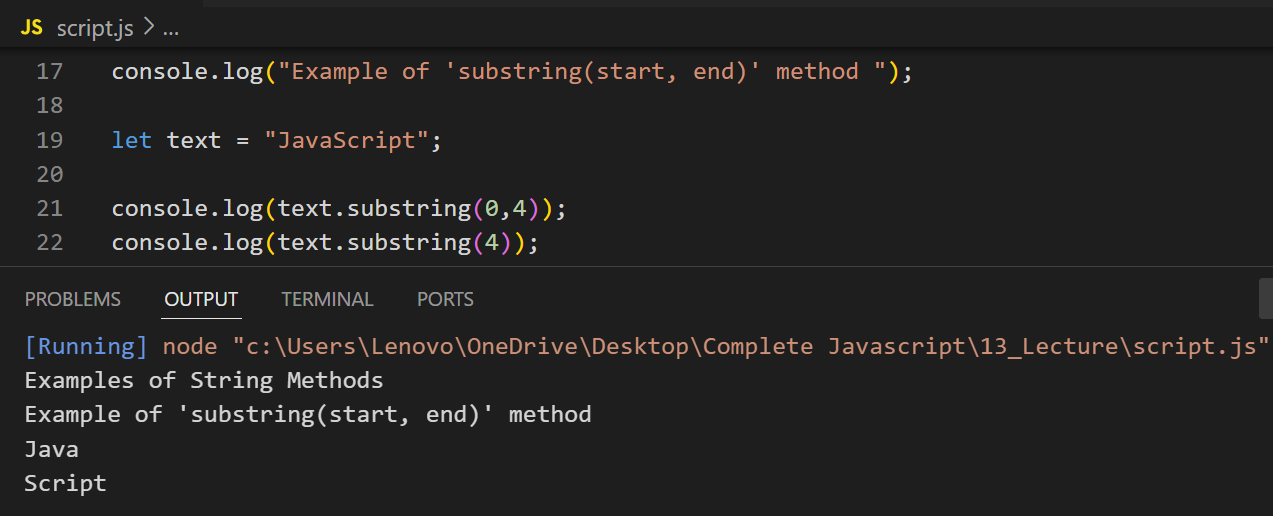 JS script.js > ...
17 console.log("Example of 'substring(start, end)' method ");
18
19 let text = "JavaScript";
20
21 console.log(text.substring(0,4));
22 console.log(text.substring(4));
PROBLEMS OUTPUT TERMINAL PORTS
[Running] node "c:\Users\Lenovo\OneDrive\Desktop\Complete Javascript\13_Lecture\script.js"
Examples of String Methods
Example of 'substring(start, end)' method
Java
Script